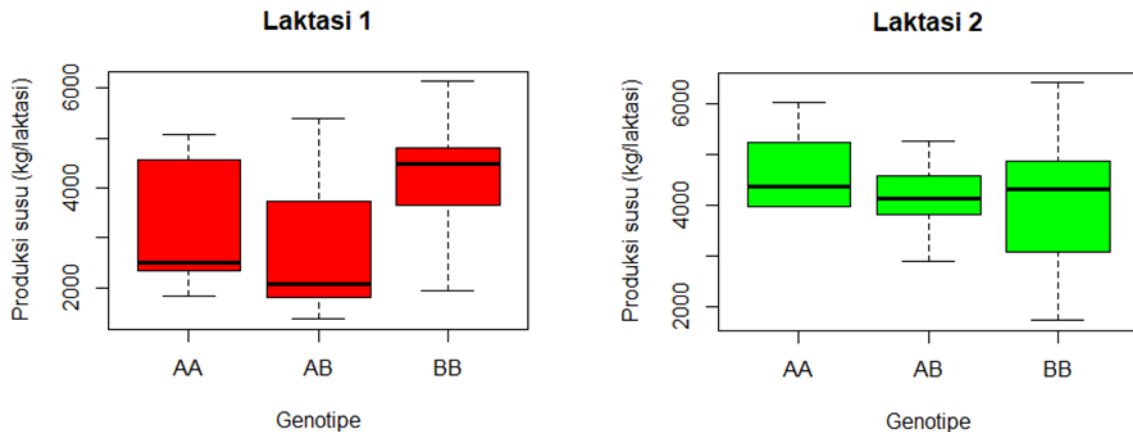 Laktasi 1
Produksi susu (kg/laktasi)
6000
4000
2000
AA AB BB
Genotipe
Laktasi 2
Produksi susu (kg/laktasi)
6000
4000
2000
AA AB BB
Genotipe